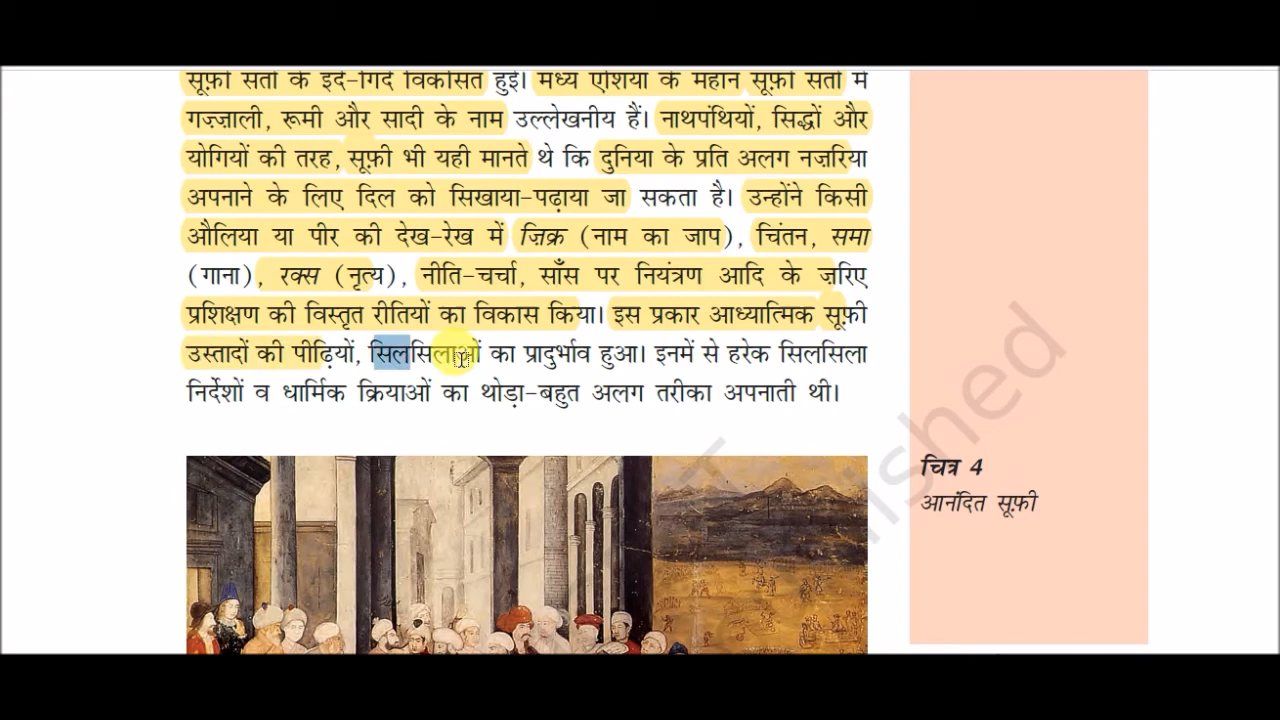 सूफ़ी संतों के इर्द-गिर्द विकसित हुईं। मध्य एशिया के महान सूफ़ी संतों में
गज़्ज़ाली, रूमी और सादी के नाम उल्लेखनीय हैं। नाथपंथियों, सिद्धों और
योगियों की तरह, सूफ़ी भी यही मानते थे कि दुनिया के प्रति अलग नज़रिया
अपनाने के लिए दिल को सिखाया-पढ़ाया जा सकता है। उन्होंने किसी
औलिया या पीर की देख-रेख में ज़िक्र (नाम का जाप), चिंतन, समा
(गाना), रक्स (नृत्य), नीति-चर्चा, साँस पर नियंत्रण आदि के ज़रिए
प्रशिक्षण की विस्तृत रीतियों का विकास किया। इस प्रकार आध्यात्मिक सूफ़ी
उस्तादों की पीढ़ियों, सिलसिलाओं का प्रादुर्भाव हुआ। इनमें से हरेक सिलसिला
निर्देशों व धार्मिक क्रियाओं का थोड़ा-बहुत अलग तरीका अपनाती थी।
चित्र 4
आनंदित सूफ़ी